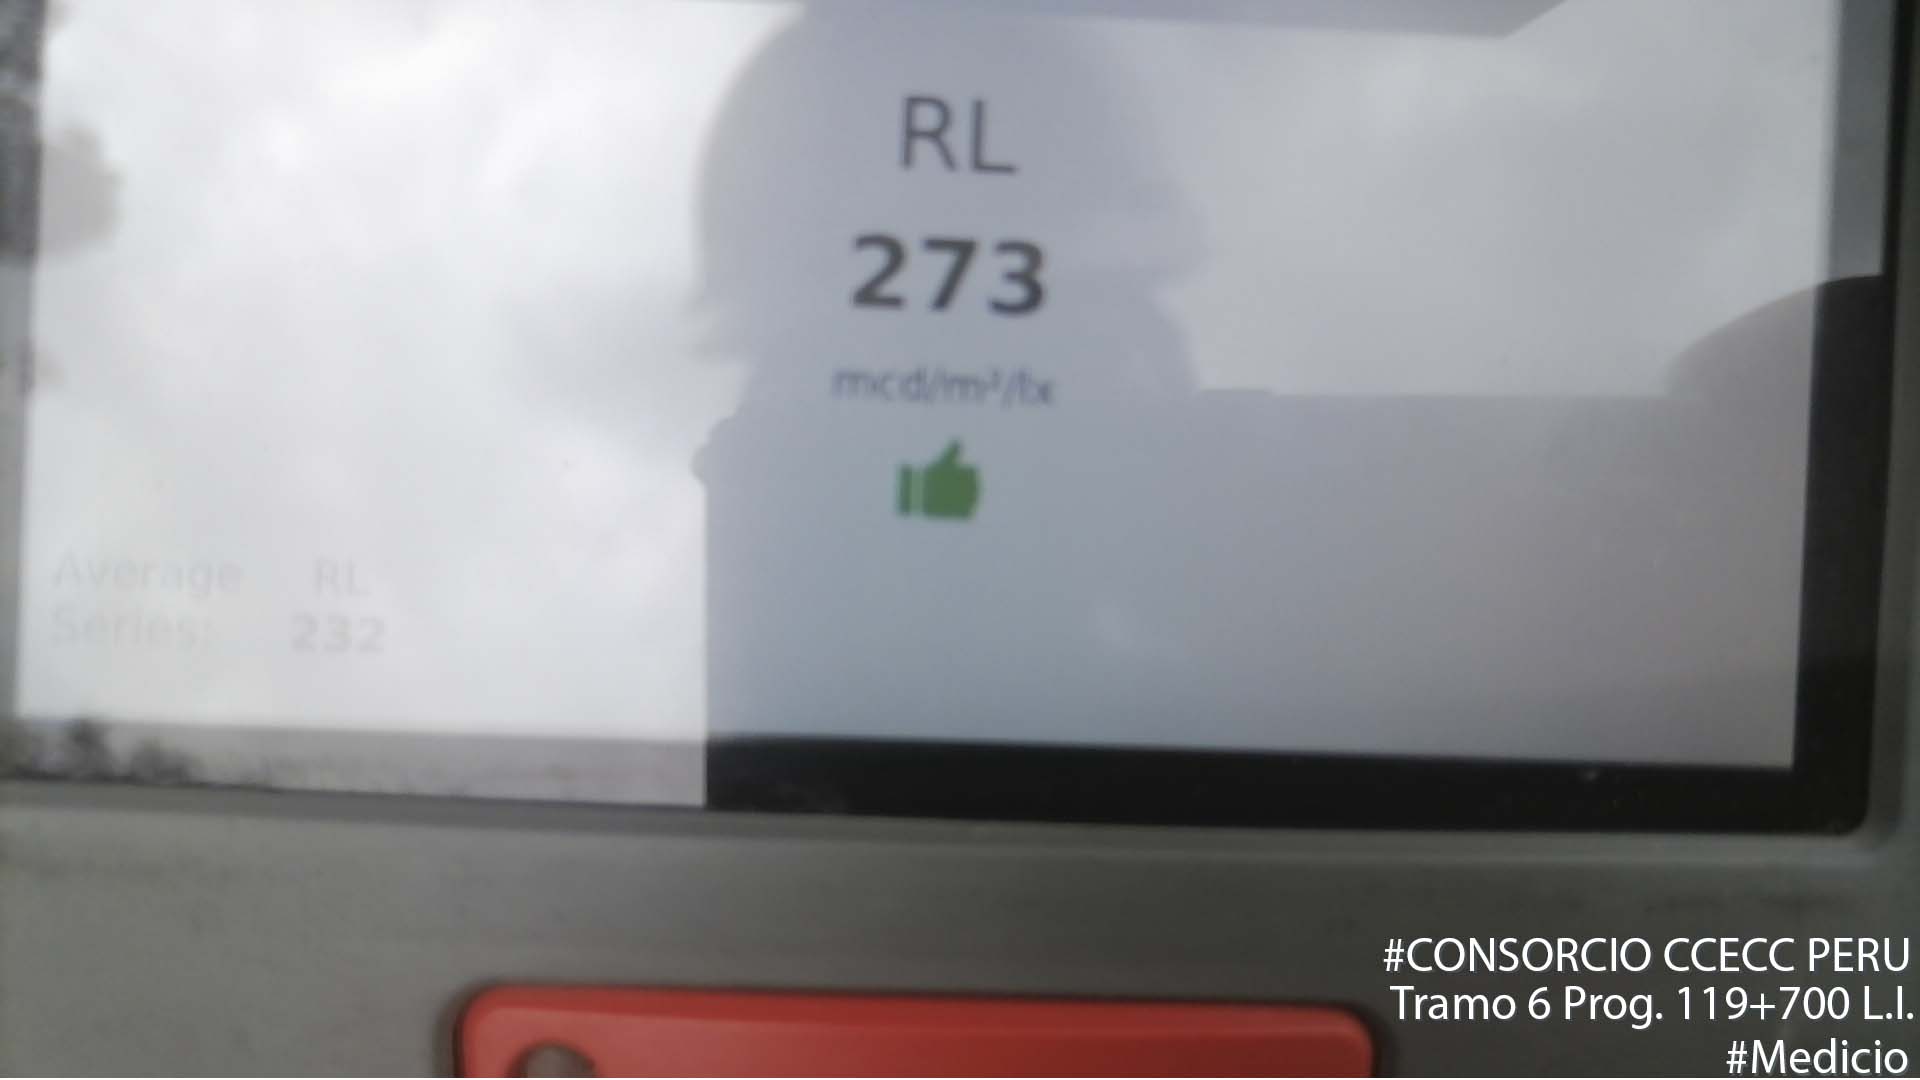 RL
273
mcd/m²/lx
Average RL
Series: 232
#CONSORCIO CCECC PERU
Tramo 6 Prog. 119+700 L.I.
#Medicio